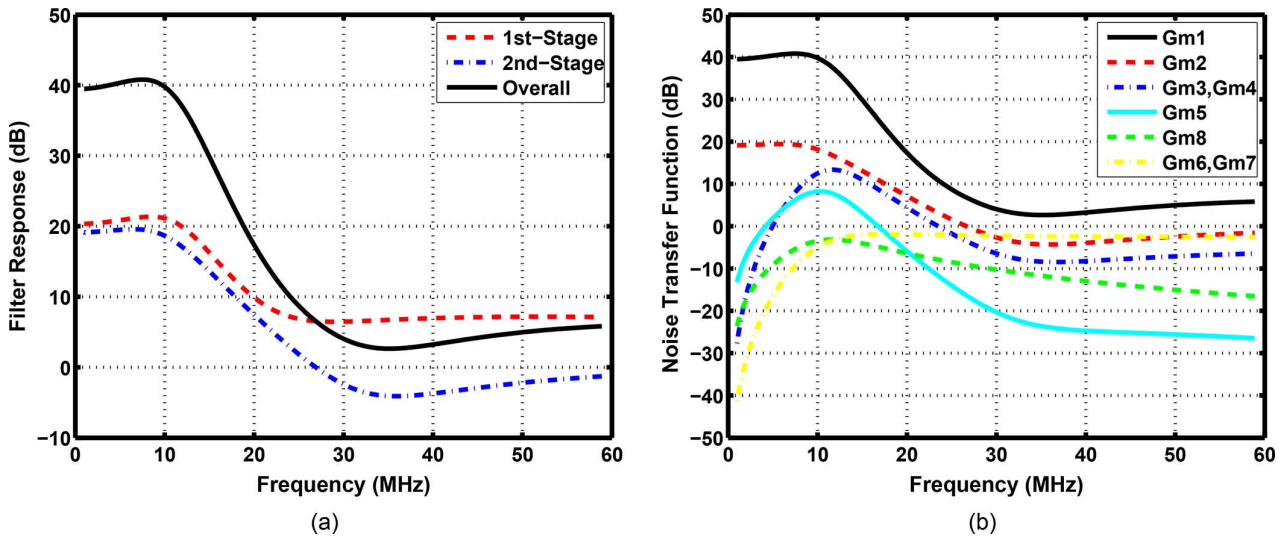 50
40
30
20
10
0
−10
0
10
20
30
40
50
60
Filter Response (dB)
Frequency (MHz)
1st−Stage
2nd−Stage
Overall
(a)
50
40
30
20
10
0
−10
−20
−30
−40
−50
0
10
20
30
40
50
60
Noise Transfer Function (dB)
Frequency (MHz)
Gm1
Gm2
Gm3,Gm4
Gm5
Gm8
Gm6,Gm7
(b)